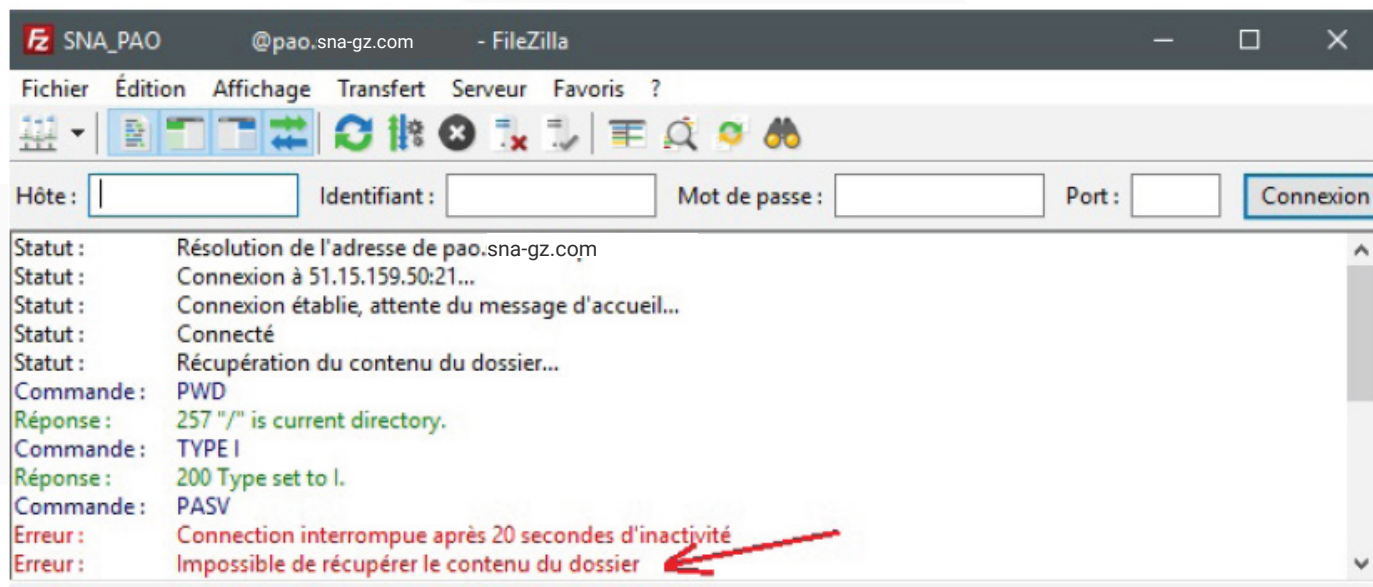 Fz SNA_PAO @pao.sna-gz.com - FileZilla
Fichier Édition Affichage Transfert Serveur Favoris ?
Hôte : Identifiant : Mot de passe : Port : Connexion
Statut : Résolution de l'adresse de pao.sna-gz.com
Statut : Connexion à 51.15.159.50:21...
Statut : Connexion établie, attente du message d'accueil...
Statut : Connecté
Statut : Récupération du contenu du dossier...
Commande : PWD
Réponse : 257 "/" is current directory.
Commande : TYPE I
Réponse : 200 Type set to I.
Commande : PASV
Erreur : Connection interrompue après 20 secondes d'inactivité
Erreur : Impossible de récupérer le contenu du dossier